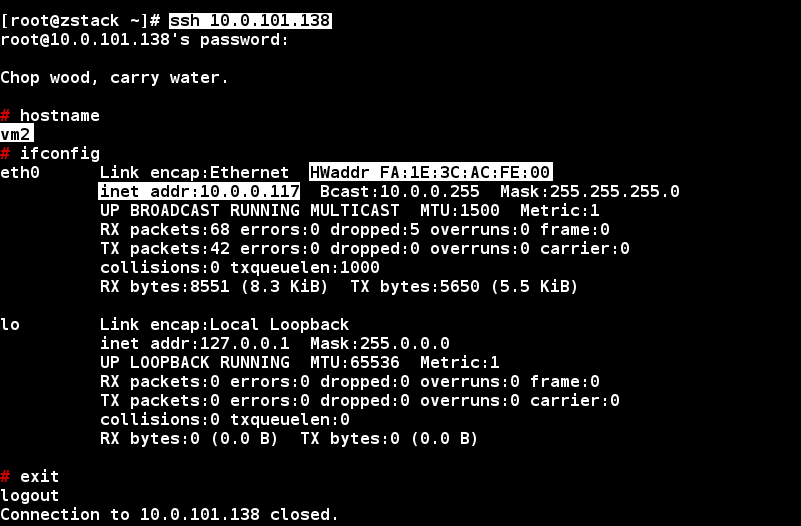 [root@zstack ~]# ssh 10.0.101.138
root@10.0.101.138's password:
Chop wood, carry water.
# hostname
vm2
# ifconfig
eth0      Link encap:Ethernet  HWaddr FA:1E:3C:AC:FE:00
          inet addr:10.0.0.117  Bcast:10.0.0.255  Mask:255.255.255.0
          UP BROADCAST RUNNING MULTICAST  MTU:1500  Metric:1
          RX packets:68 errors:0 dropped:5 overruns:0 frame:0
          TX packets:42 errors:0 dropped:0 overruns:0 carrier:0
          collisions:0 txqueuelen:1000
          RX bytes:8551 (8.3 KiB)  TX bytes:5650 (5.5 KiB)
lo        Link encap:Local Loopback
          inet addr:127.0.0.1  Mask:255.0.0.0
          UP LOOPBACK RUNNING  MTU:65536  Metric:1
          RX packets:0 errors:0 dropped:0 overruns:0 frame:0
          TX packets:0 errors:0 dropped:0 overruns:0 carrier:0
          collisions:0 txqueuelen:0
          RX bytes:0 (0.0 B)  TX bytes:0 (0.0 B)
# exit
logout
Connection to 10.0.101.138 closed.